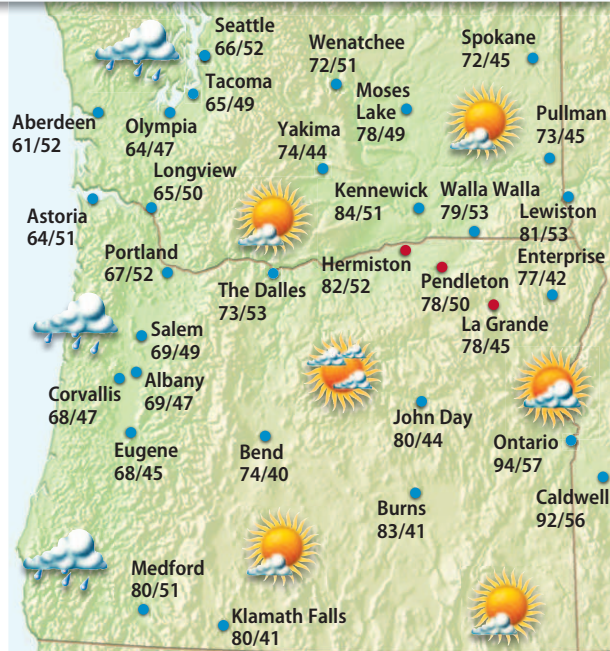 Seattle
66/52
Wenatchee
72/51
Spokane
72/45
Tacoma
65/49
Moses
Lake
78/49
Aberdeen
61/52
Olympia
64/47
Yakima
74/44
Pullman
73/45
Longview
65/50
Kennewick
84/51
Walla Walla
79/53
Lewiston
81/53
Astoria
64/51
Portland
67/52
The Dalles
73/53
Hermiston
82/52
Pendleton
78/50
Enterprise
77/42
La Grande
78/45
Salem
69/49
Corvallis
68/47
Albany
69/47
John Day
80/44
Eugene
68/45
Bend
74/40
Ontario
94/57
Burns
83/41
Caldwell
92/56
Medford
80/51
Klamath Falls
80/41